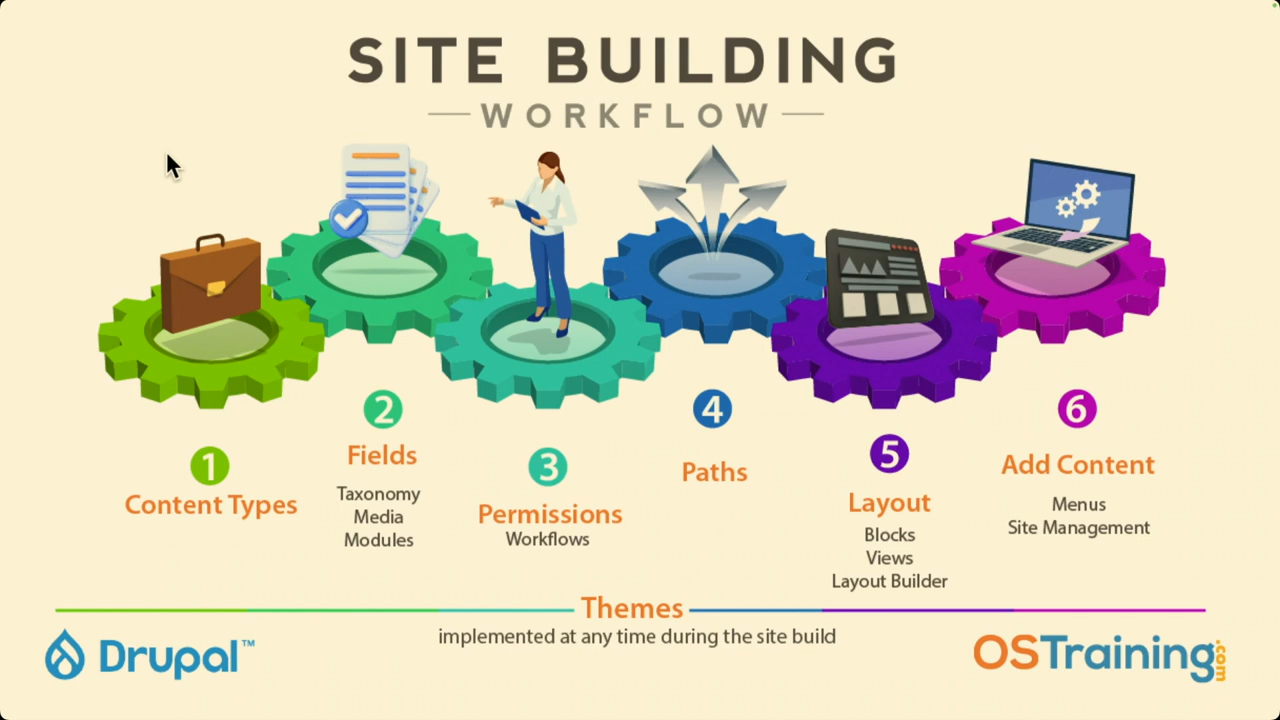 SITE BUILDING
WORKFLOW
1
Content Types
2
Fields
Taxonomy
Media
Modules
3
Permissions
Workflows
4
Paths
5
Layout
Blocks
Views
Layout Builder
6
Add Content
Menus
Site Management
Themes
implemented at any time during the site build
Drupal™
OSTraining.com